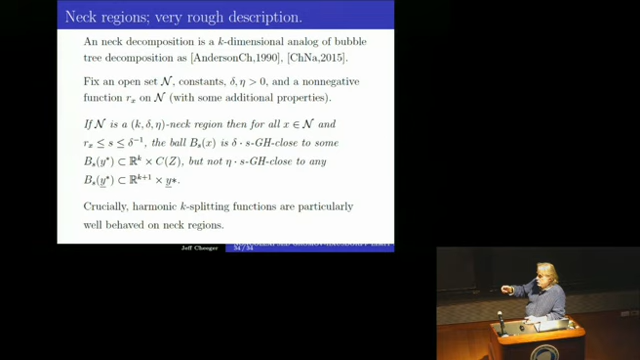 Neck regions; very rough description.
An neck decomposition is a k-dimensional analog of bubble
tree decomposition as [AndersonCh,1990], [ChNa,2015].
Fix an open set 𝒩, constants, δ, η > 0, and a nonnegative
function r_x on 𝒩 (with some additional properties).
If 𝒩 is a (k, δ, η)-neck region then for all x ∈ 𝒩 and
r_x ≤ s ≤ δ⁻¹, the ball B_s(x) is δ · s-GH-close to some
B_s(y*) ⊂ ℝ^k × C(Z), but not η · s-GH-close to any
B_s(y*) ⊂ ℝ^{k+1} × y*.
Crucially, harmonic k-splitting functions are particularly
well behaved on neck regions.
Jeff Cheeger
34 / 34